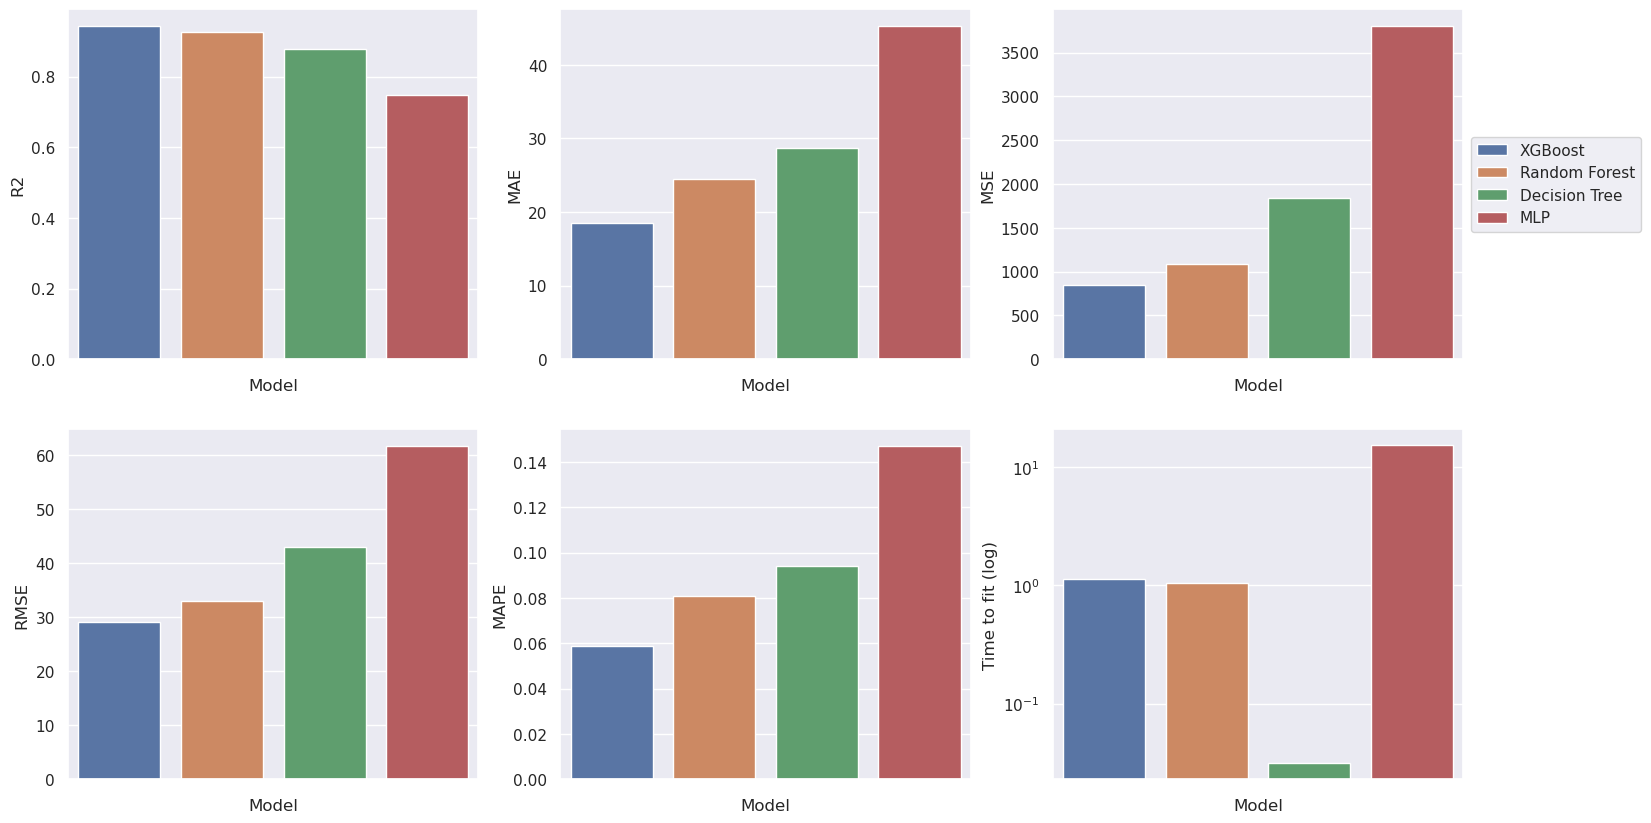 R2
0.8
0.6
0.4
0.2
0.0
Model
MAE
40
30
20
10
0
Model
MSE
3500
3000
2500
2000
1500
1000
500
0
Model
XGBoost
Random Forest
Decision Tree
MLP
RMSE
60
50
40
30
20
10
0
Model
MAPE
0.14
0.12
0.10
0.08
0.06
0.04
0.02
0.00
Model
Time to fit (log)
10¹
10⁰
10⁻¹
Model